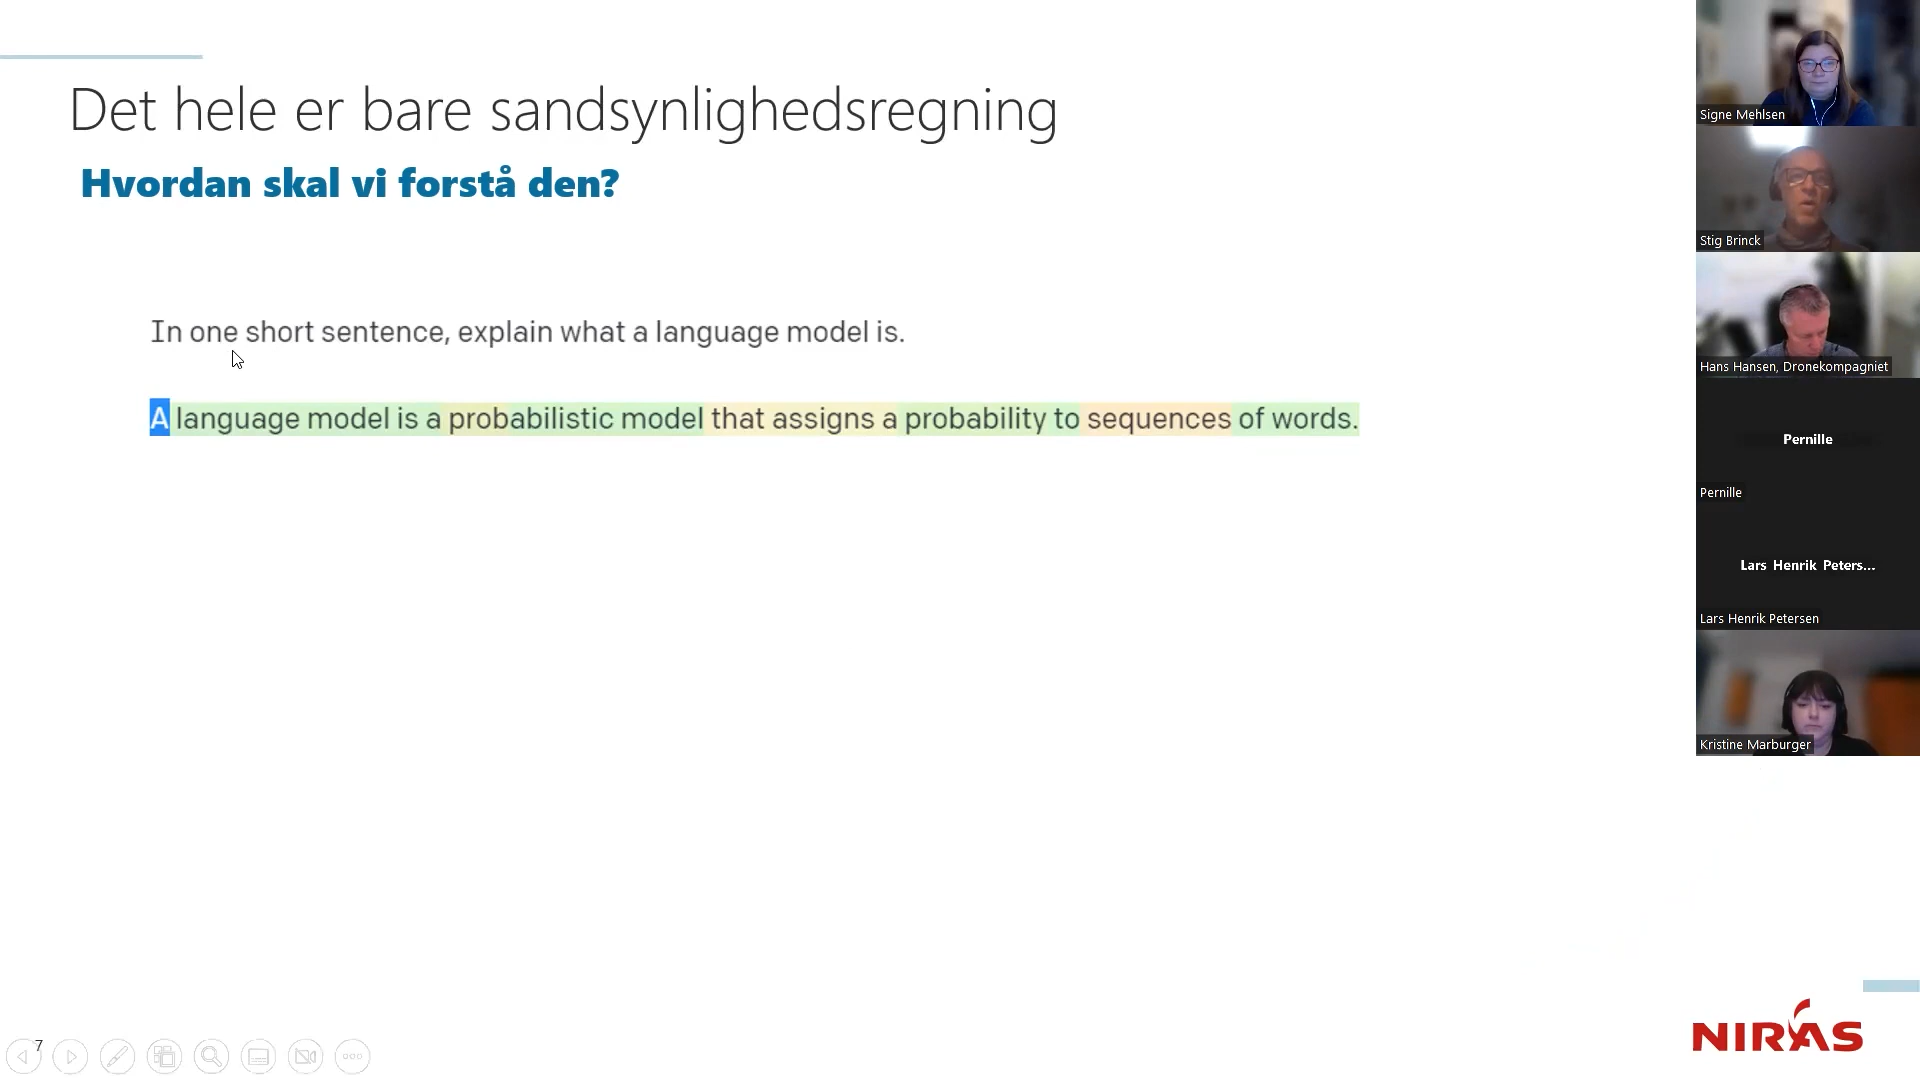 Det hele er bare sandsynlighedsregning
Hvordan skal vi forstå den?
In one short sentence, explain what a language model is.
A language model is a probabilistic model that assigns a probability to sequences of words.
Signe Mehlsen
Stig Brinck
Hans Hansen, Dronekompagniet
Pernille
Pernille
Lars Henrik Peters...
Lars Henrik Petersen
Kristine Marburger
7
NIRAS